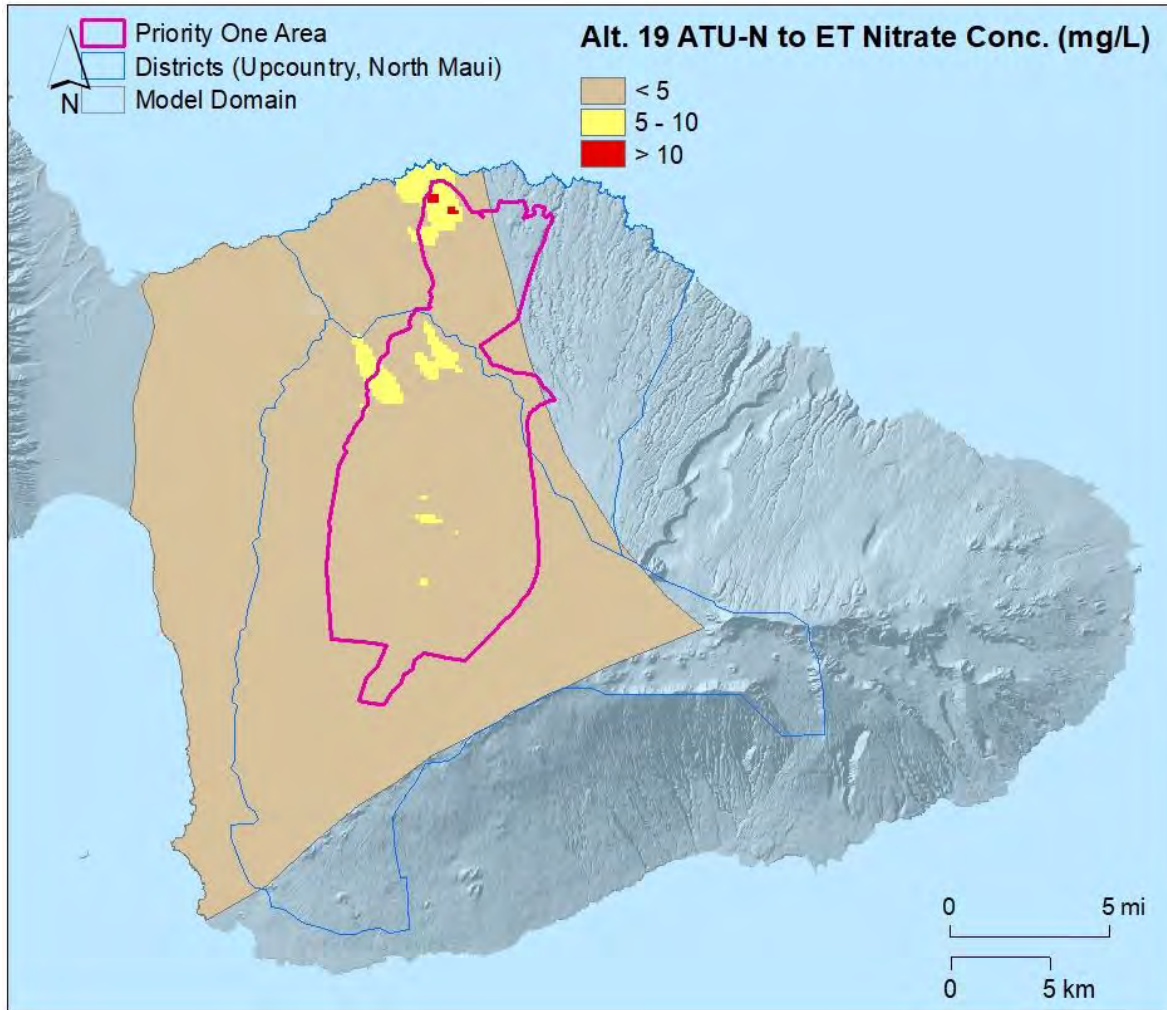 Priority One Area
Districts (Upcountry, North Maui)
Model Domain
N
Alt. 19 ATU-N to ET Nitrate Conc. (mg/L)
< 5
5 - 10
> 10
0 5 mi
0 5 km